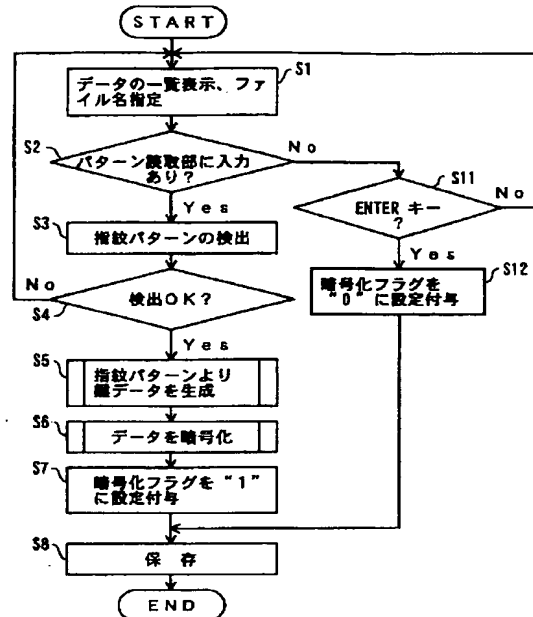 START
S1
データの一覧表示、ファ
イル名指定
S2
パターン読取部に入力
あり?
No
Yes
S11
ENTER キー
?
No
Yes
S3
指紋パターンの検出
S12
暗号化フラグを
"0"に設定付与
No
S4
検出OK?
Yes
S5
指紋パターンより
鍵データを生成
S6
データを暗号化
S7
暗号化フラグを "1"
に設定付与
S8
保 存
END